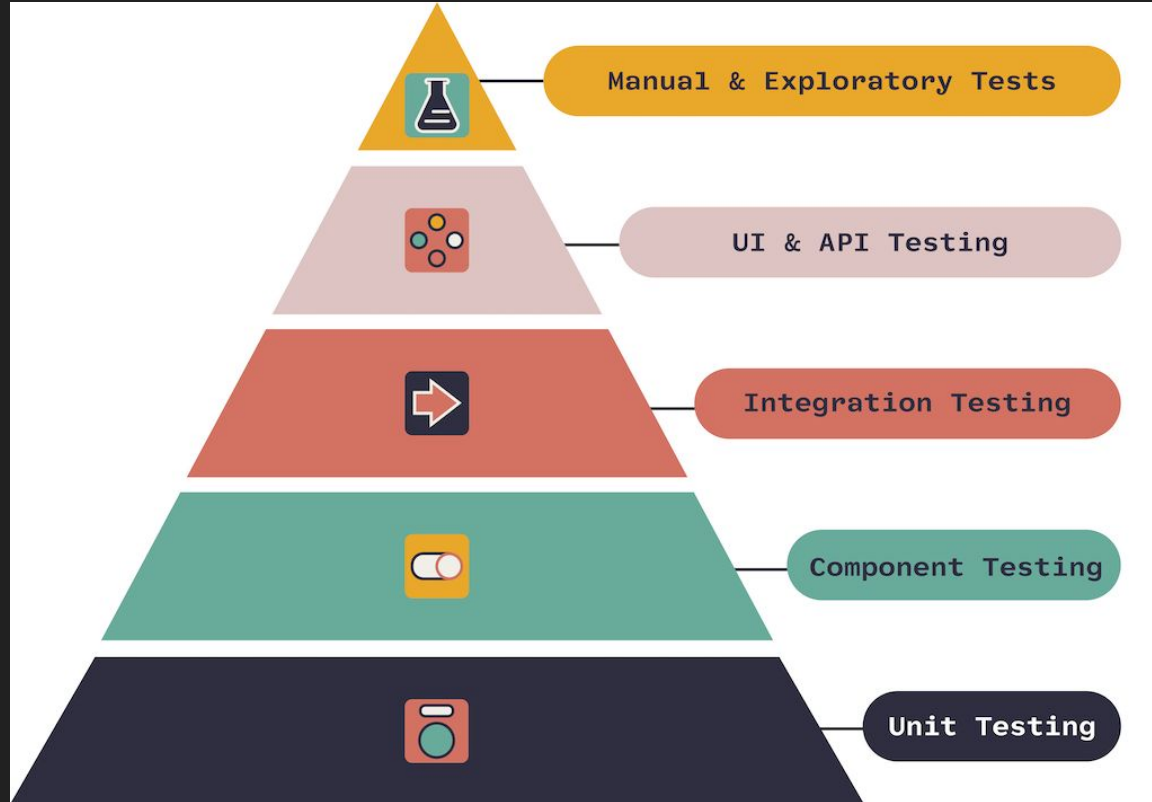 Manual & Exploratory Tests
UI & API Testing
Integration Testing
Component Testing
Unit Testing